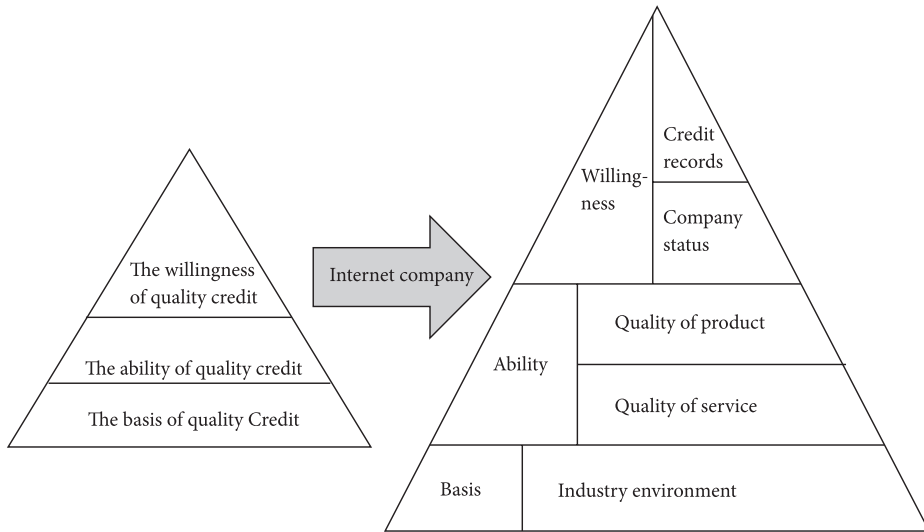 The willingness
of quality credit
The ability of quality credit
The basis of quality Credit
Internet company
Willing-
ness
Credit
records
Company
status
Ability
Quality of product
Quality of service
Basis
Industry environment